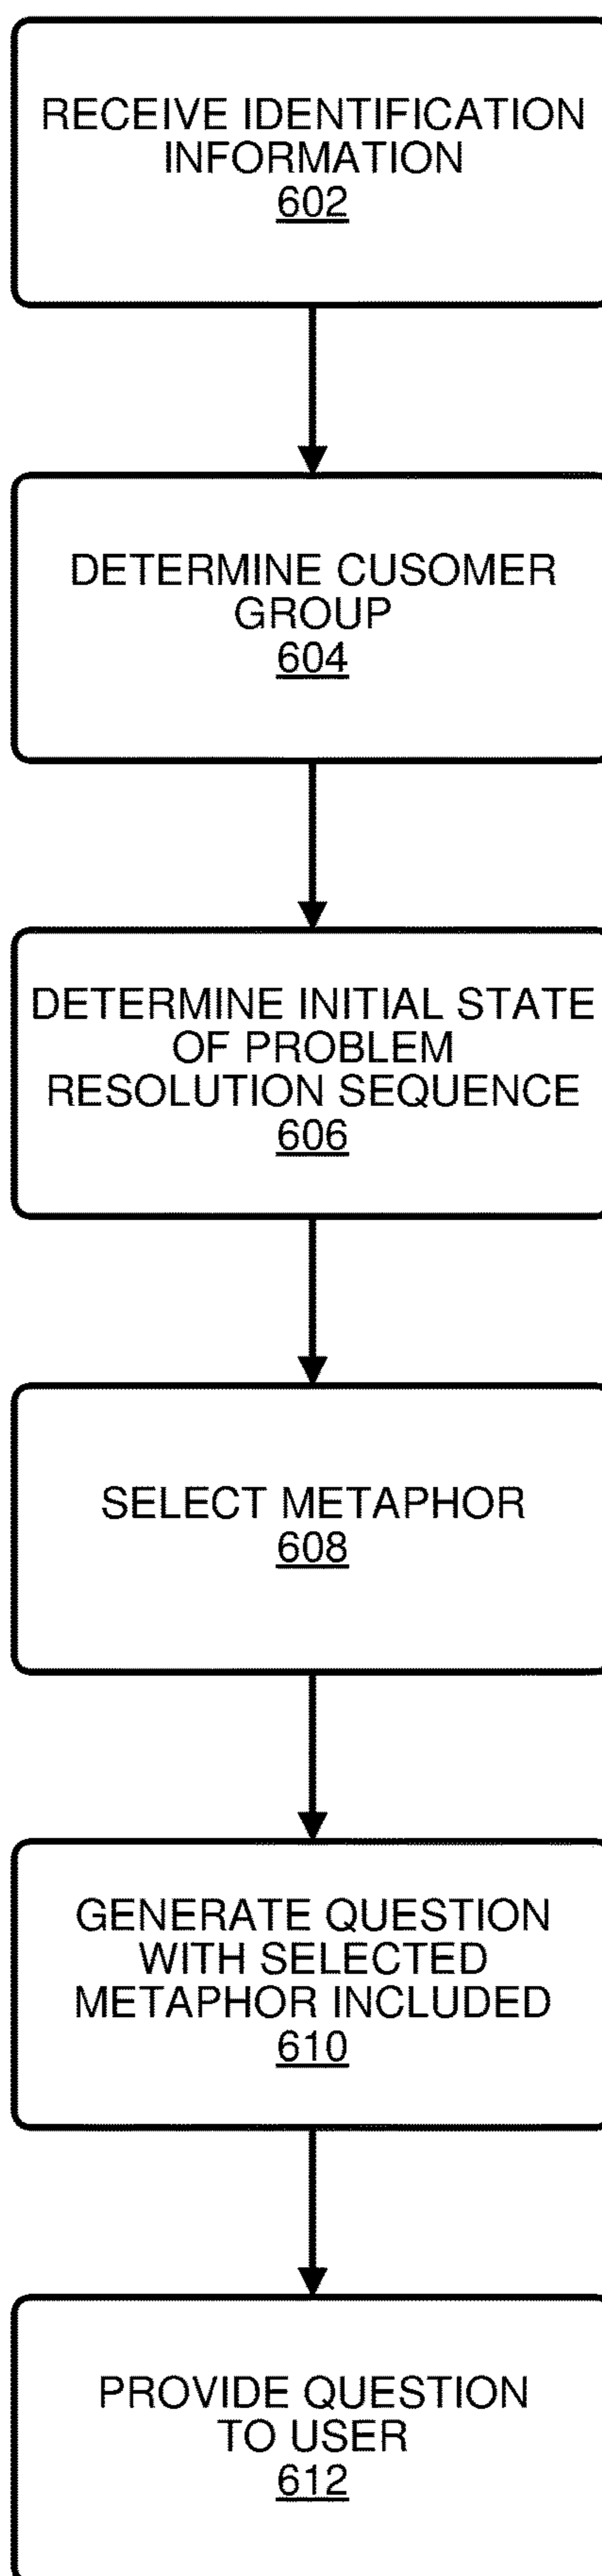 RECEIVE IDENTIFICATION
INFORMATION
602
DETERMINE CUSOMER
GROUP
604
DETERMINE INITIAL STATE
OF PROBLEM
RESOLUTION SEQUENCE
606
SELECT METAPHOR
608
GENERATE QUESTION
WITH SELECTED
METAPHOR INCLUDED
610
PROVIDE QUESTION
TO USER
612